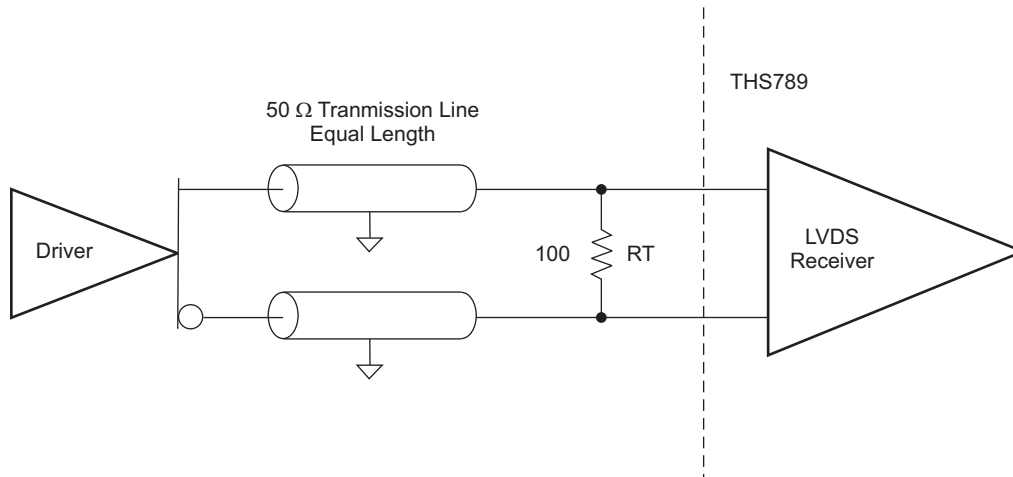 THS789
50 Ω Tranmission Line
Equal Length
Driver
100
RT
LVDS
Receiver